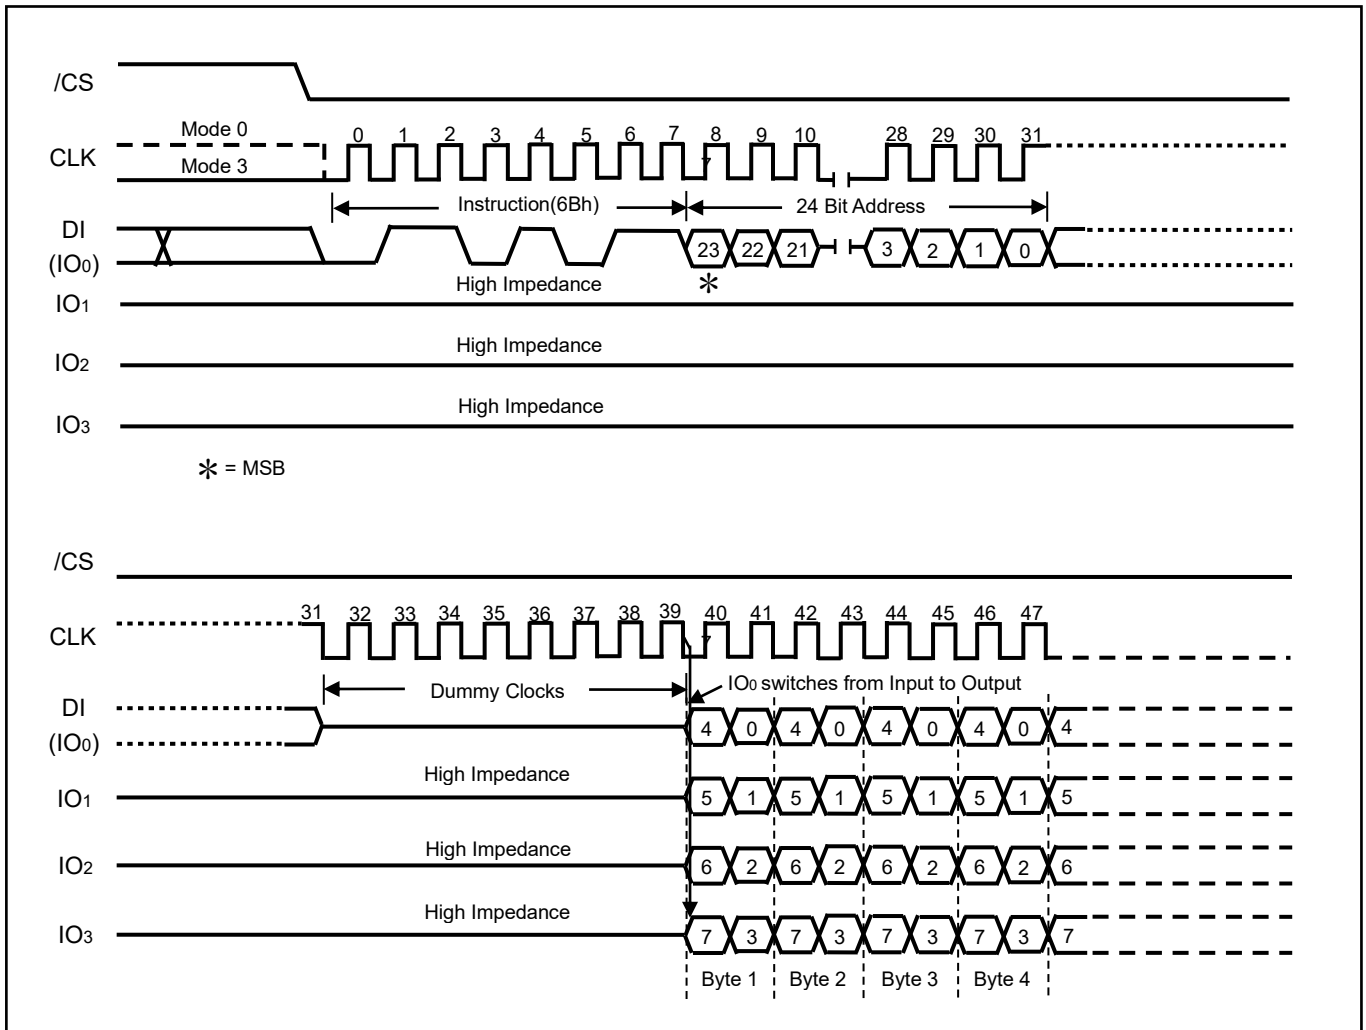 /CS
Mode 0
CLK
Mode 3
0 1 2 3 4 5 6 7 8 9 10 28 29 30 31
7
Instruction(6Bh) 24 Bit Address
DI
(IO0)
23 22 21 3 2 1 0
High Impedance *
IO1
High Impedance
IO2
High Impedance
IO3
* = MSB
/CS
31 32 33 34 35 36 37 38 39 40 41 42 43 44 45 46 47
CLK
7
Dummy Clocks IO0 switches from Input to Output
DI
(IO0)
4 0 4 0 4 0 4 0 4
High Impedance
IO1
5 1 5 1 5 1 5 1 5
High Impedance
IO2
6 2 6 2 6 2 6 2 6
High Impedance
IO3
7 3 7 3 7 3 7 3 7
Byte 1 Byte 2 Byte 3 Byte 4